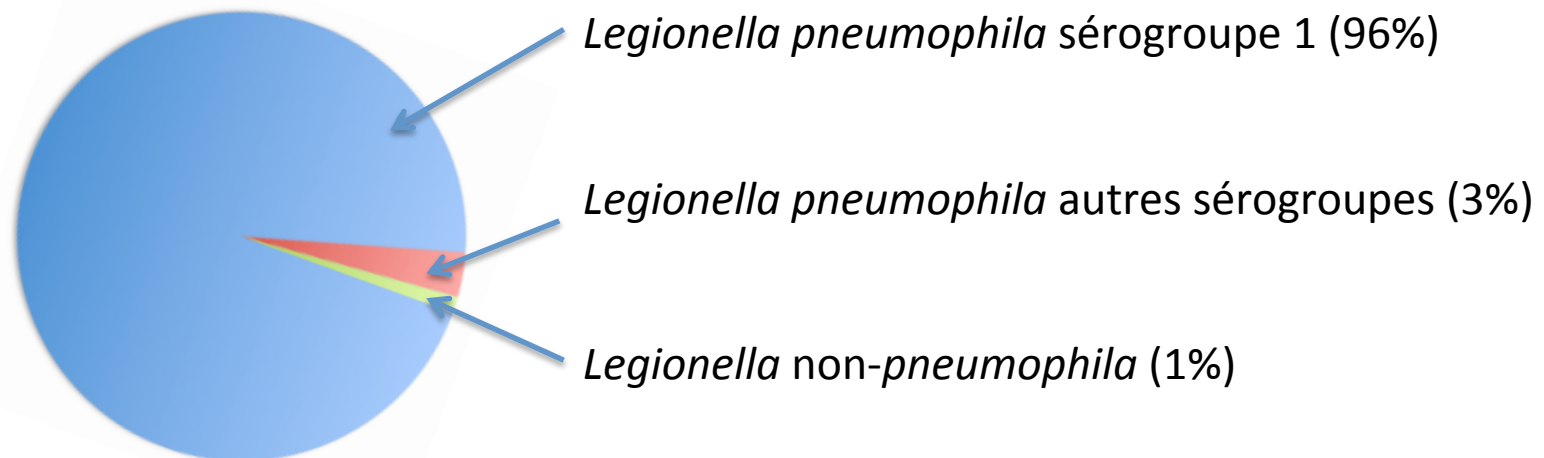 Legionella pneumophila sérogroupe 1 (96%)
Legionella pneumophila autres sérogroupes (3%)
Legionella non-pneumophila (1%)